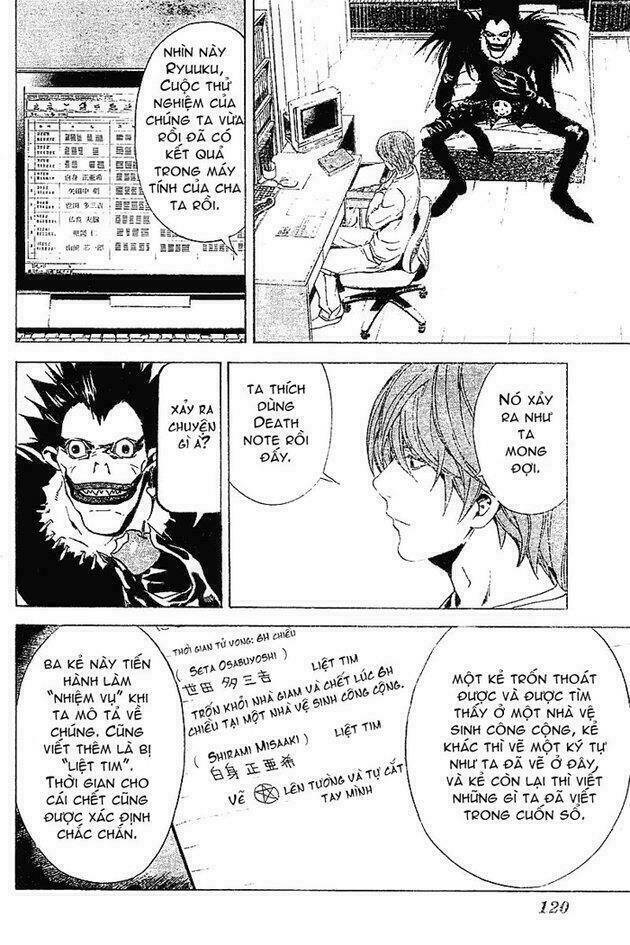 NHÌN NÀY
RYUUKU,
CUỘC THỬ
NGHIỆM CỦA
CHÚNG TA VỪA
RỒI ĐÃ CÓ
KẾT QUẢ
TRONG MÁY
TÍNH CỦA CHA
TA RỒI.
NÓ XẢY
RA NHƯ
TA
MONG
ĐỢI.
TA THÍCH
DÙNG
DEATH
NOTE RỒI
ĐẤY.
XẢY RA
CHUYỆN
GÌ À?
MỘT KẺ TRỐN THOÁT
ĐƯỢC VÀ ĐƯỢC TÌM
THẤY Ở MỘT NHÀ VỆ
SINH CÔNG CỘNG, KẺ
KHÁC THÌ VẼ MỘT KÝ TỰ
NHƯ TA ĐÃ VẼ Ở ĐÂY,
VÀ KẺ CÒN LẠI THÌ VIẾT
NHỮNG GÌ TA ĐÃ VIẾT
TRONG CUỐN SỔ.
THỜI GIAN TỬ VONG: 6H CHIỀU
(SETA OSABUYOSHI) LIỆT TIM
世田 多三吉
TRỐN KHỎI NHÀ GIAM VÀ CHẾT LÚC 6H
CHIỀU TẠI MỘT NHÀ VỆ SINH CÔNG CỘNG.
(SHIRAMI MISAAKI) LIỆT TIM
白身 正亜希
VẼ LÊN TƯỜNG VÀ TỰ CẮT
TAY MÌNH
BA KẺ NÀY TIẾN
HÀNH LÀM
"NHIỆM VỤ" KHI
TA MÔ TẢ VỀ
CHÚNG. CŨNG
VIẾT THÊM LÀ BỊ
"LIỆT TIM".
THỜI GIAN CHO
CÁI CHẾT CŨNG
ĐƯỢC XÁC ĐỊNH
CHẮC CHẮN.
120